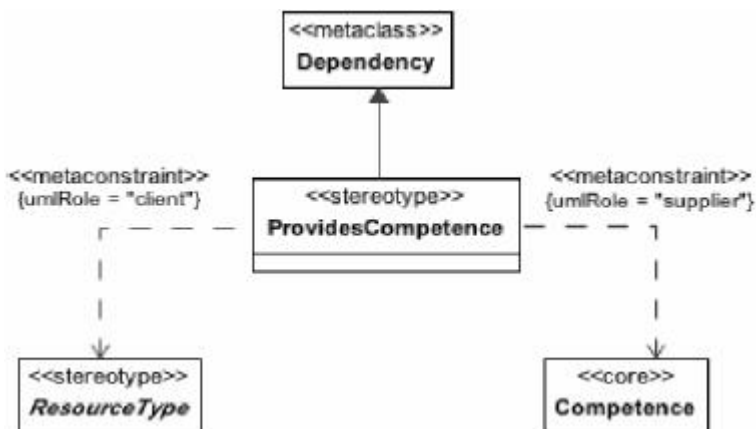 <<metaclass>>
Dependency
<<metaconstraint>>
{umlRole = "client"}
<<stereotype>>
ProvidesCompetence
<<metaconstraint>>
{umlRole = "supplier"}
<<stereotype>>
ResourceType
<<core>>
Competence